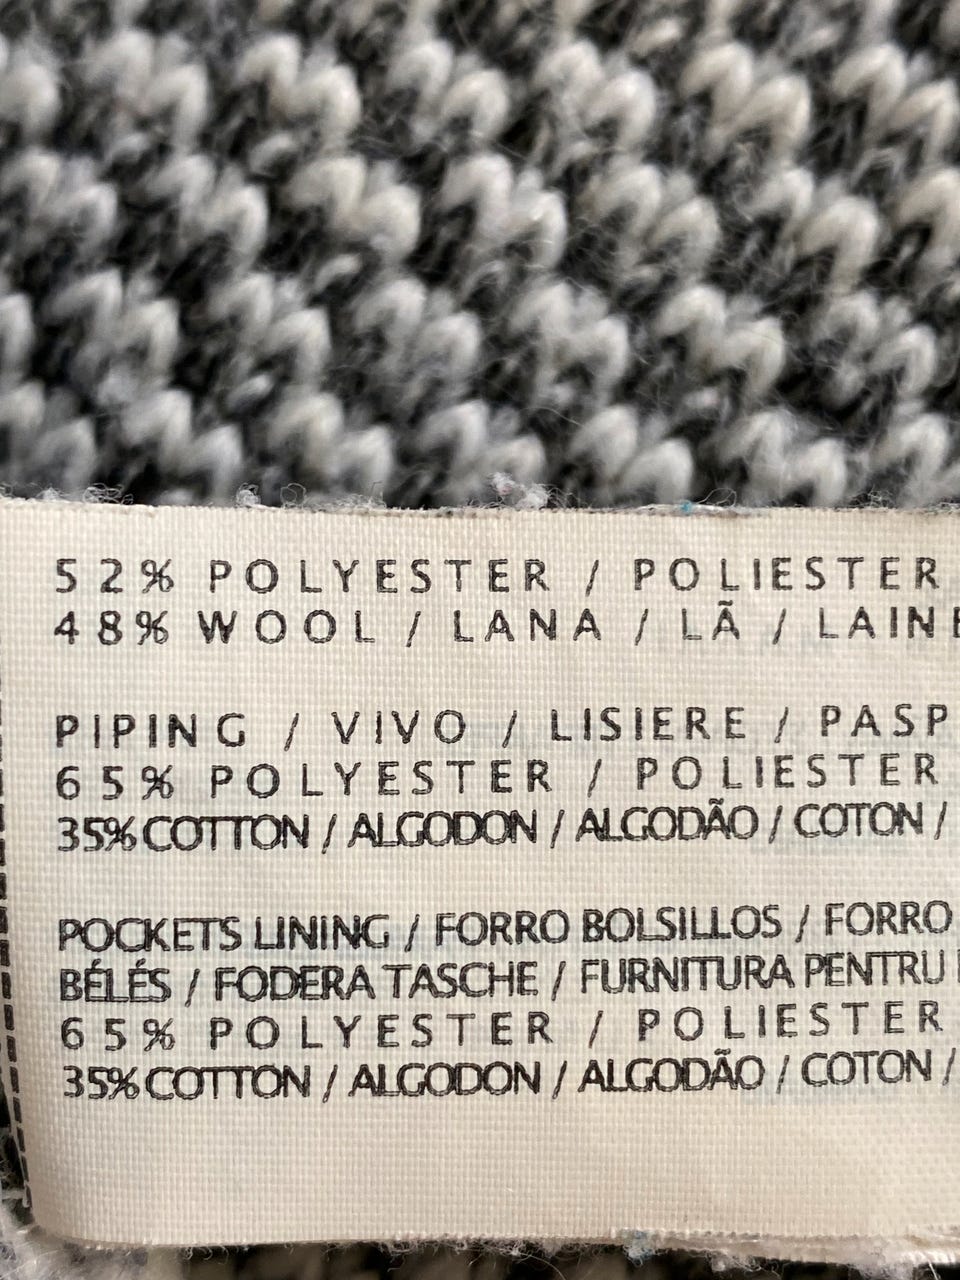 52% POLYESTER / POLIESTER
48% WOOL / LANA / LÃ / LAINE
PIPING / VIVO / LISIERE / PASP
65% POLYESTER / POLIESTER
35% COTTON / ALGODON / ALGODÃO / COTON /
POCKETS LINING / FORRO BOLSILLOS / FORRO
BÉLÉS / FODERA TASCHE / FURNITURA PENTRU
65% POLYESTER / POLIESTER
35% COTTON / ALGODON / ALGODÃO / COTON /